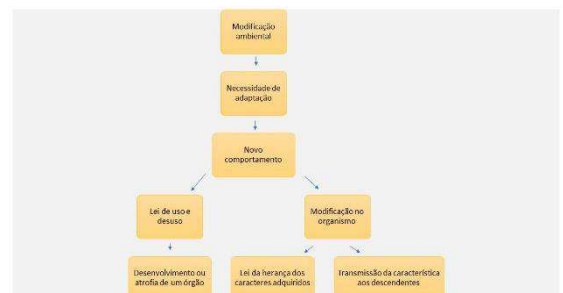 Modificação
ambiental
Necessidade de
adaptação
Novo
comportamento
Lei de uso e
desuso
Modificação no
organismo
Desenvolvimento ou
atrofia de um órgão
Lei da herança dos
caracteres adquiridos
Transmissão da característica
aos descendentes